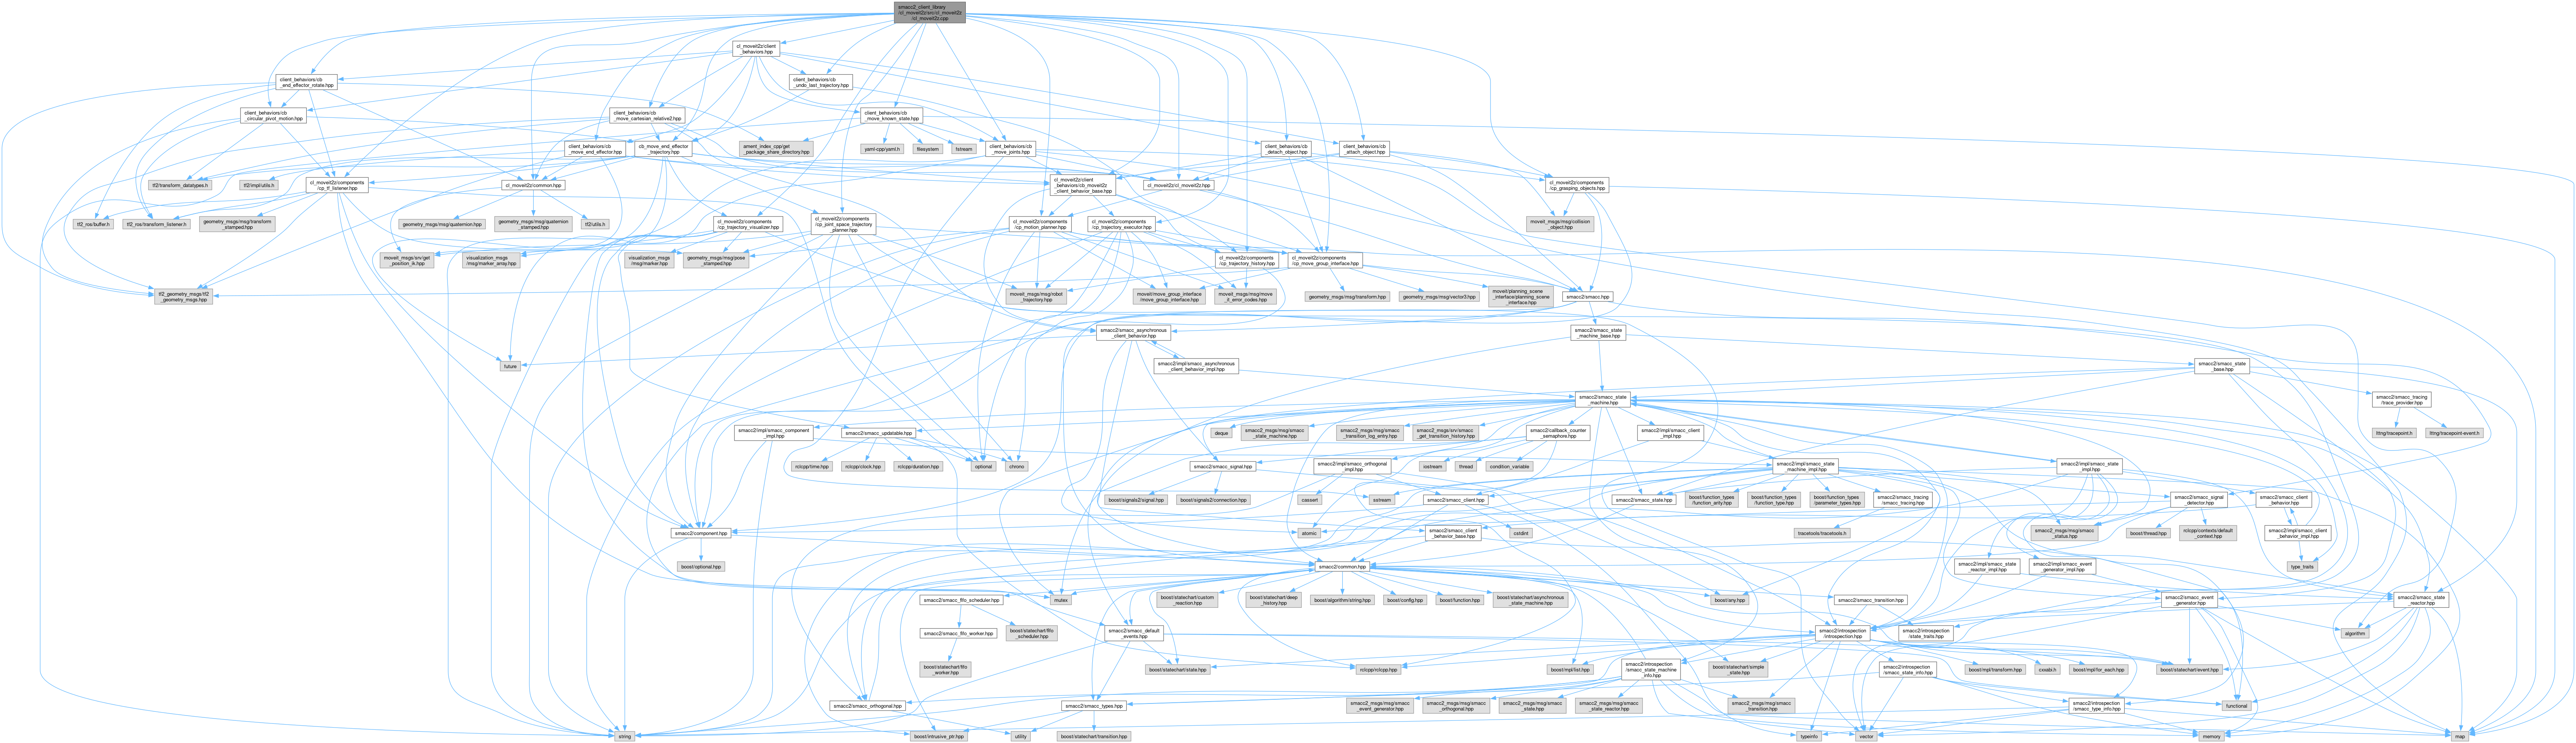 smacc2_client_library
/cl_moveit2z/src/cl_moveit2z
/cl_moveit2z.cpp
cl_moveit2z/client
_behaviors.hpp
client_behaviors/cb
_end_effector_rotate.hpp
client_behaviors/cb
_undo_last_trajectory.hpp
client_behaviors/cb
_circular_pivot_motion.hpp
client_behaviors/cb
_move_cartesian_relative2.hpp
client_behaviors/cb
_move_known_state.hpp
client_behaviors/cb
_move_end_effector.hpp
cb_move_end_effector
_trajectory.hpp
ament_index_cpp/get
_package_share_directory.hpp
yaml-cpp/yaml.h
filesystem
fstream
client_behaviors/cb
_move_joints.hpp
client_behaviors/cb
_detach_object.hpp
client_behaviors/cb
_attach_object.hpp
tf2/transform_datatypes.h
tf2/impl/utils.h
cl_moveit2z/components
/cp_tf_listener.hpp
cl_moveit2z/common.hpp
cl_moveit2z/client
_behaviors/cb_moveit2z
_client_behavior_base.hpp
cl_moveit2z/cl_moveit2z.hpp
cl_moveit2z/components
/cp_grasping_objects.hpp
tf2_ros/buffer.h
tf2_ros/transform_listener.h
geometry_msgs/msg/transform
_stamped.hpp
geometry_msgs/msg/quaternion.hpp
geometry_msgs/msg/quaternion
_stamped.hpp
tf2/utils.h
cl_moveit2z/components
/cp_trajectory_visualizer.hpp
cl_moveit2z/components
/cp_joint_space_trajectory
_planner.hpp
cl_moveit2z/components
/cp_motion_planner.hpp
cl_moveit2z/components
/cp_trajectory_executor.hpp
moveit_msgs/msg/collision
_object.hpp
moveit_msgs/srv/get
_position_ik.hpp
visualization_msgs
/msg/marker_array.hpp
visualization_msgs
/msg/marker.hpp
geometry_msgs/msg/pose
_stamped.hpp
cl_moveit2z/components
/cp_trajectory_history.hpp
cl_moveit2z/components
/cp_move_group_interface.hpp
tf2_geometry_msgs/tf2
_geometry_msgs.hpp
moveit_msgs/msg/robot
_trajectory.hpp
moveit/move_group_interface
/move_group_interface.hpp
moveit_msgs/msg/move
_it_error_codes.hpp
geometry_msgs/msg/transform.hpp
geometry_msgs/msg/vector3.hpp
moveit/planning_scene
_interface/planning_scene
_interface.hpp
smacc2/smacc.hpp
smacc2/smacc_asynchronous
_client_behavior.hpp
smacc2/smacc_state
_machine_base.hpp
future
smacc2/impl/smacc_asynchronous
_client_behavior_impl.hpp
smacc2/smacc_state
_base.hpp
smacc2/smacc_state
_machine.hpp
smacc2/smacc_tracing
/trace_provider.hpp
smacc2/impl/smacc_component
_impl.hpp
smacc2/smacc_updatable.hpp
deque
smacc2_msgs/msg/smacc
_state_machine.hpp
smacc2_msgs/msg/smacc
_transition_log_entry.hpp
smacc2_msgs/srv/smacc
_get_transition_history.hpp
smacc2/callback_counter
_semaphore.hpp
smacc2/impl/smacc_client
_impl.hpp
lttng/tracepoint.h
lttng/tracepoint-event.h
rclcpp/time.hpp
rclcpp/clock.hpp
rclcpp/duration.hpp
optional
chrono
smacc2/smacc_signal.hpp
smacc2/impl/smacc_orthogonal
_impl.hpp
iostream
thread
condition_variable
smacc2/impl/smacc_state
_machine_impl.hpp
smacc2/impl/smacc_state
_impl.hpp
boost/signals2/signal.hpp
boost/signals2/connection.hpp
cassert
sstream
smacc2/smacc_client.hpp
smacc2/smacc_state.hpp
boost/function_types
/function_arity.hpp
boost/function_types
/function_type.hpp
boost/function_types
/parameter_types.hpp
smacc2/smacc_tracing
/smacc_tracing.hpp
smacc2/smacc_signal
_detector.hpp
smacc2/smacc_client
_behavior.hpp
smacc2/component.hpp
atomic
smacc2/smacc_client
_behavior_base.hpp
cstdint
tracetools/tracetools.h
smacc2_msgs/msg/smacc
_status.hpp
boost/thread.hpp
rclcpp/contexts/default
_context.hpp
smacc2/impl/smacc_client
_behavior_impl.hpp
boost/optional.hpp
smacc2/common.hpp
smacc2/impl/smacc_state
_reactor_impl.hpp
smacc2/impl/smacc_event
_generator_impl.hpp
type_traits
smacc2/smacc_fifo_scheduler.hpp
mutex
boost/statechart/custom
_reaction.hpp
boost/statechart/deep
_history.hpp
boost/algorithm/string.hpp
boost/config.hpp
boost/function.hpp
boost/statechart/asynchronous
_state_machine.hpp
boost/any.hpp
smacc2/smacc_transition.hpp
smacc2/smacc_event
_generator.hpp
smacc2/smacc_state
_reactor.hpp
smacc2/smacc_fifo_worker.hpp
boost/statechart/fifo
_scheduler.hpp
smacc2/smacc_default
_events.hpp
smacc2/introspection
/introspection.hpp
smacc2/introspection
/state_traits.hpp
algorithm
boost/statechart/fifo
_worker.hpp
boost/statechart/state.hpp
rclcpp/rclcpp.hpp
boost/mpl/list.hpp
smacc2/introspection
/smacc_state_machine
_info.hpp
boost/statechart/simple
_state.hpp
smacc2/introspection
/smacc_state_info.hpp
boost/mpl/transform.hpp
cxxabi.h
boost/mpl/for_each.hpp
boost/statechart/event.hpp
smacc2/smacc_orthogonal.hpp
smacc2/smacc_types.hpp
smacc2_msgs/msg/smacc
_event_generator.hpp
smacc2_msgs/msg/smacc
_orthogonal.hpp
smacc2_msgs/msg/smacc
_state.hpp
smacc2_msgs/msg/smacc
_state_reactor.hpp
smacc2_msgs/msg/smacc
_transition.hpp
smacc2/introspection
/smacc_type_info.hpp
functional
string
boost/intrusive_ptr.hpp
utility
boost/statechart/transition.hpp
typeinfo
vector
memory
map